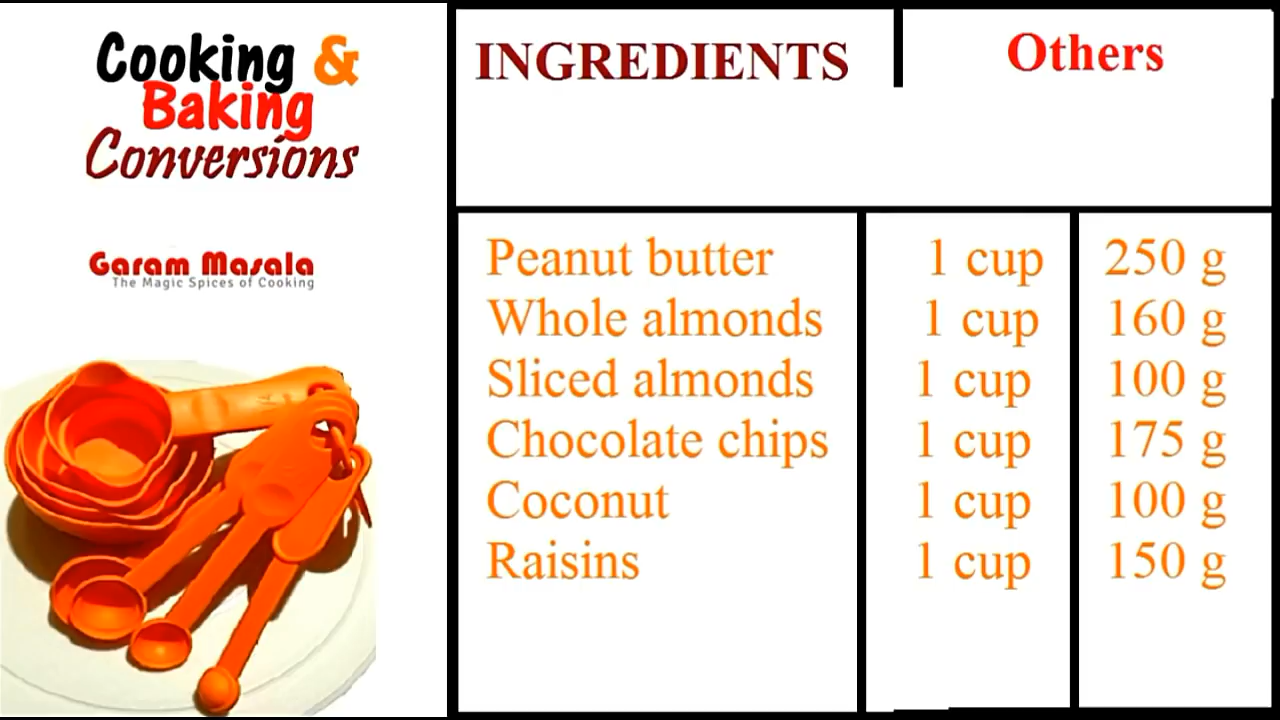 Cooking &
Baking
Conversions
Garam Masala
The Magic Spices of Cooking
INGREDIENTS Others
Peanut butter 1 cup 250 g
Whole almonds 1 cup 160 g
Sliced almonds 1 cup 100 g
Chocolate chips 1 cup 175 g
Coconut 1 cup 100 g
Raisins 1 cup 150 g